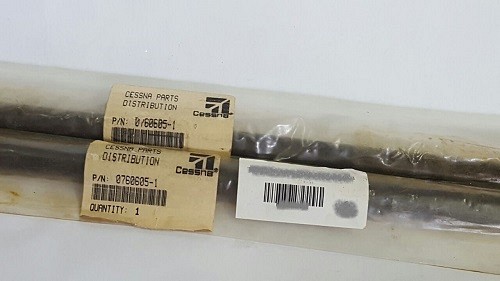 CESSNA PARTS
DISTRIBUTION
Cessna
P/N: 0760605-1
CESSNA PARTS
DISTRIBUTION
Cessna®
P/N: 0760605-1
QUANTITY: 1